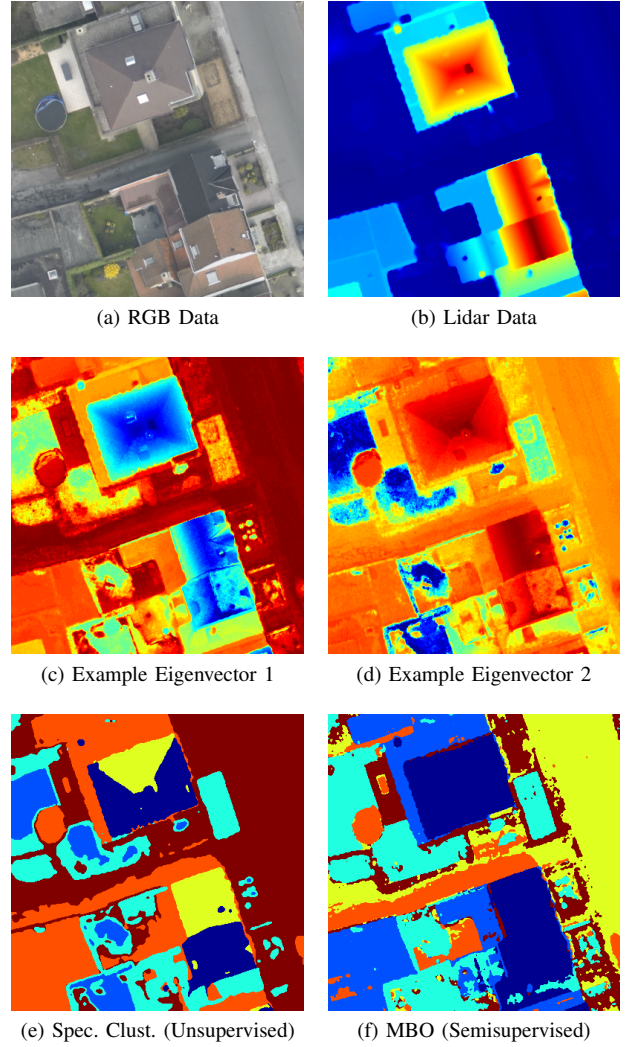 (a) RGB Data
(b) Lidar Data
(c) Example Eigenvector 1
(d) Example Eigenvector 2
(e) Spec. Clust. (Unsupervised)
(f) MBO (Semisupervised)